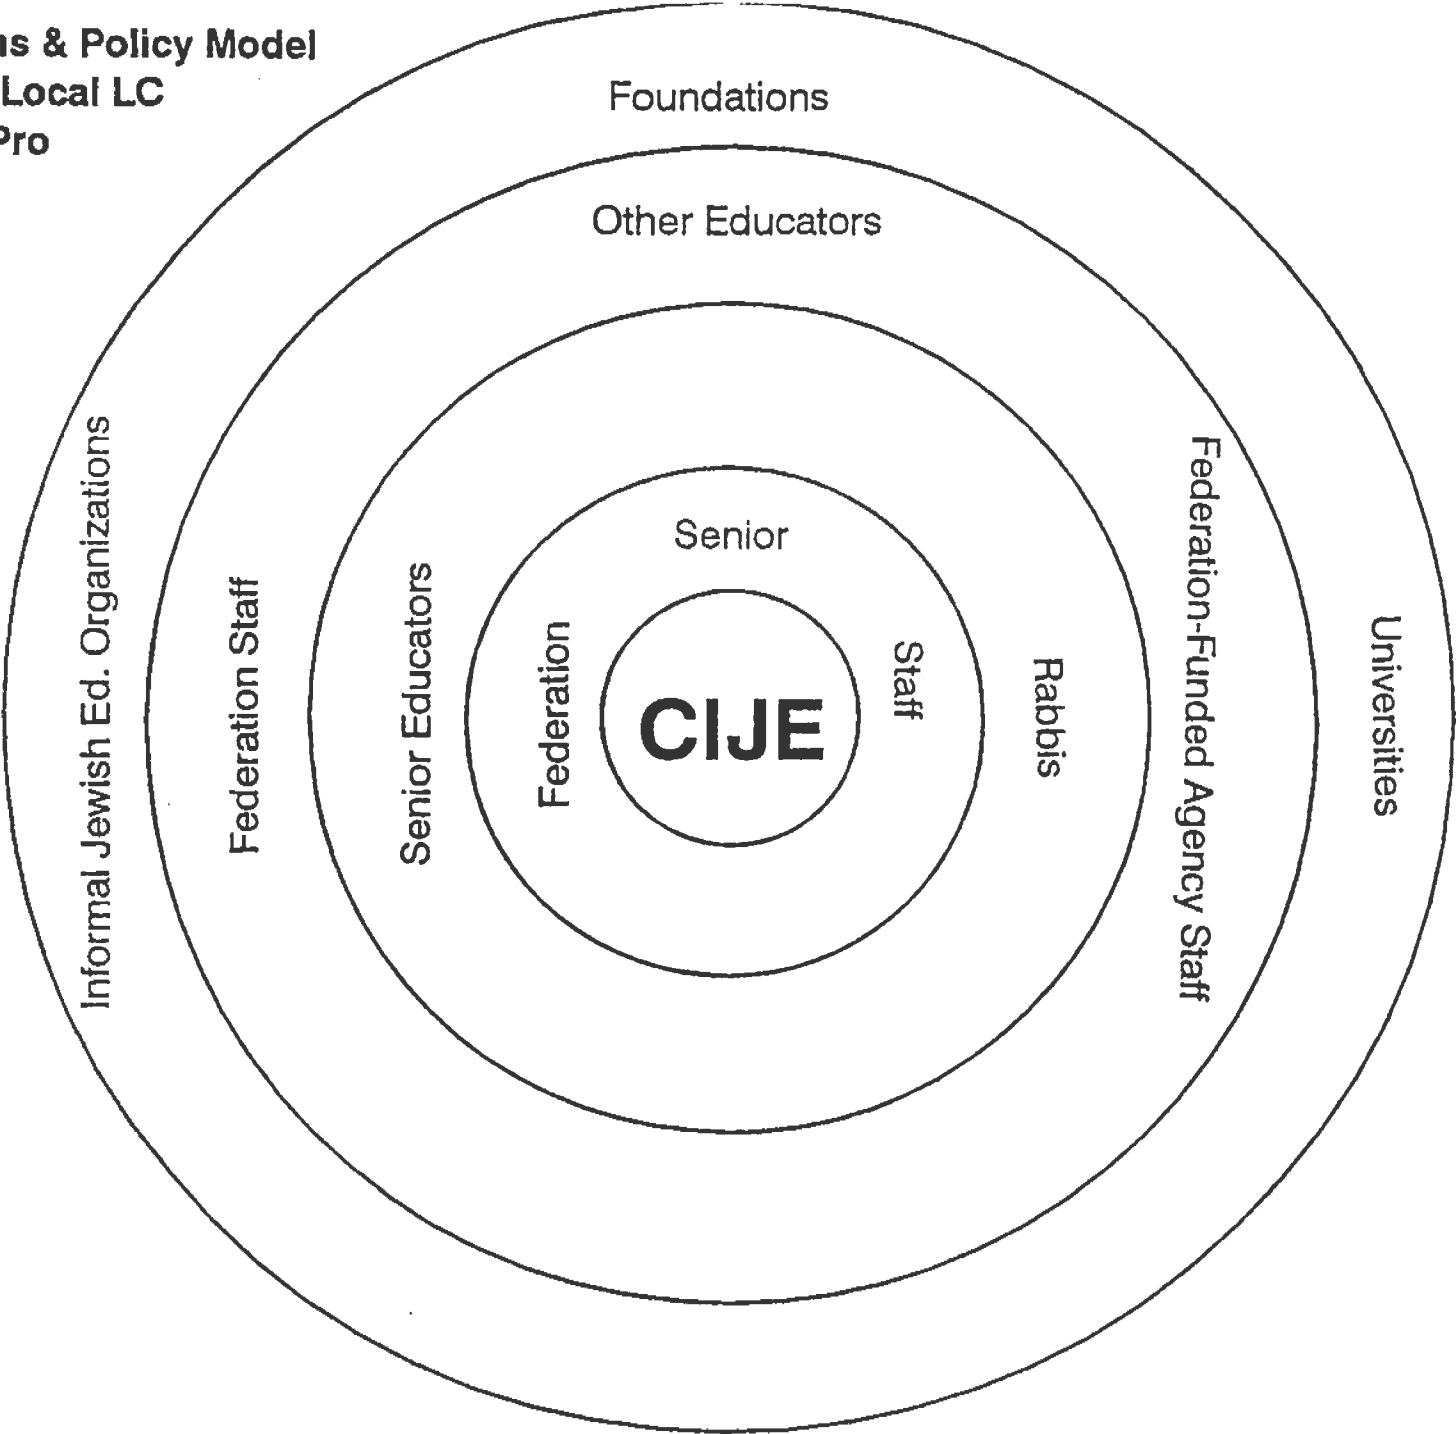 & Policy Model
Local LC
Pro
Foundations
Other Educators
Senior
Informal Jewish Ed. Organizations
Federation Staff
Senior Educators
Federation
CIJE
Staff
Rabbis
Federation-Funded Agency Staff
Universities